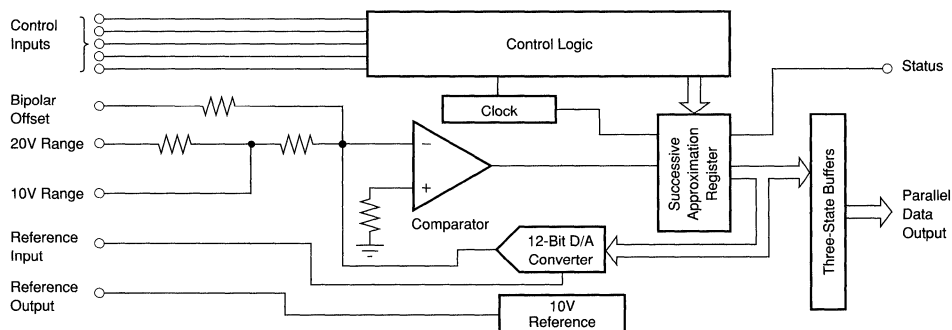 Control
Inputs
Control Logic
Status
Bipolar
Offset
Clock
20V Range
10V Range
–
+
Comparator
Successive
Approximation
Register
Three-State Buffers
Parallel
Data
Output
Reference
Input
12-Bit D/A
Converter
Reference
Output
10V
Reference